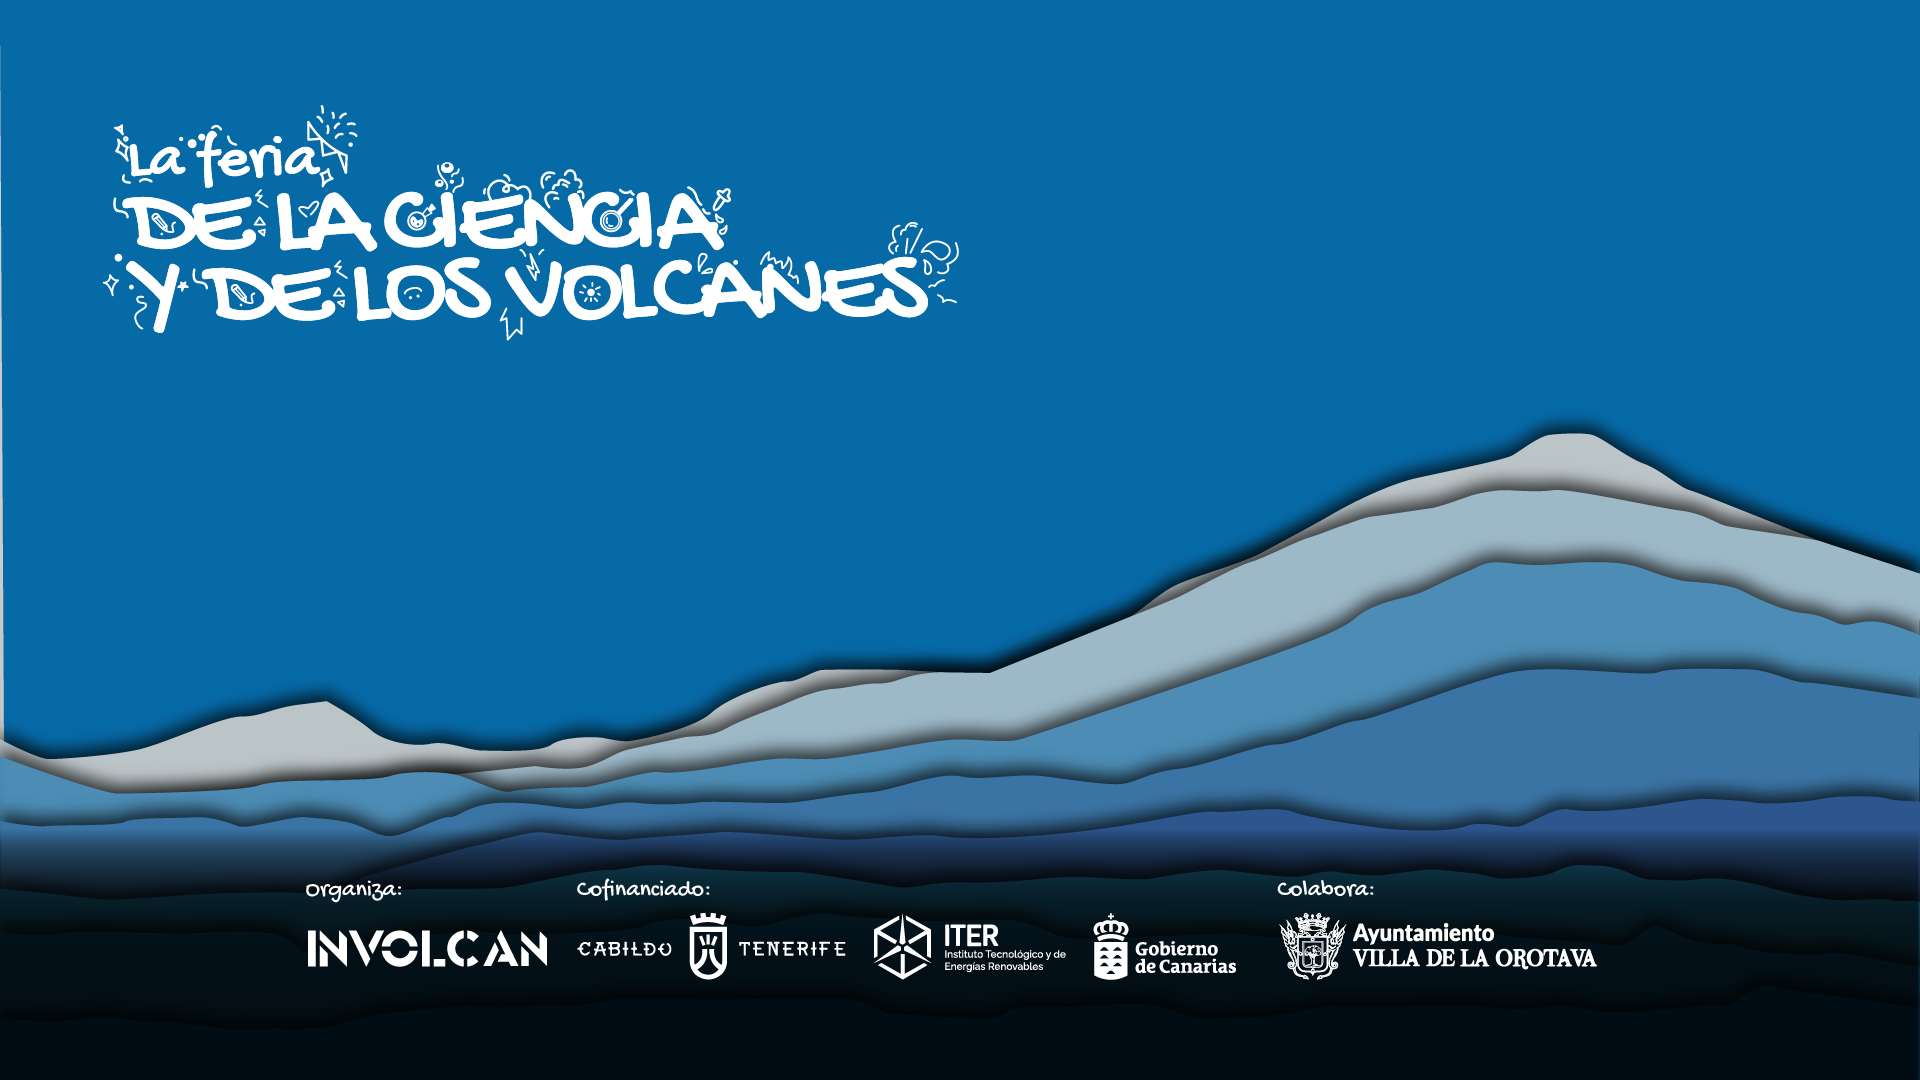 La feria
DE LA CIENCIA
Y DE LOS VOLCANES
Organiza:
INVOLCAN
Cofinanciado:
CABILDO TENERIFE
ITER
Instituto Tecnológico y de
Energías Renovables
Gobierno
de Canarias
Colabora:
Ayuntamiento
VILLA DE LA OROTAVA